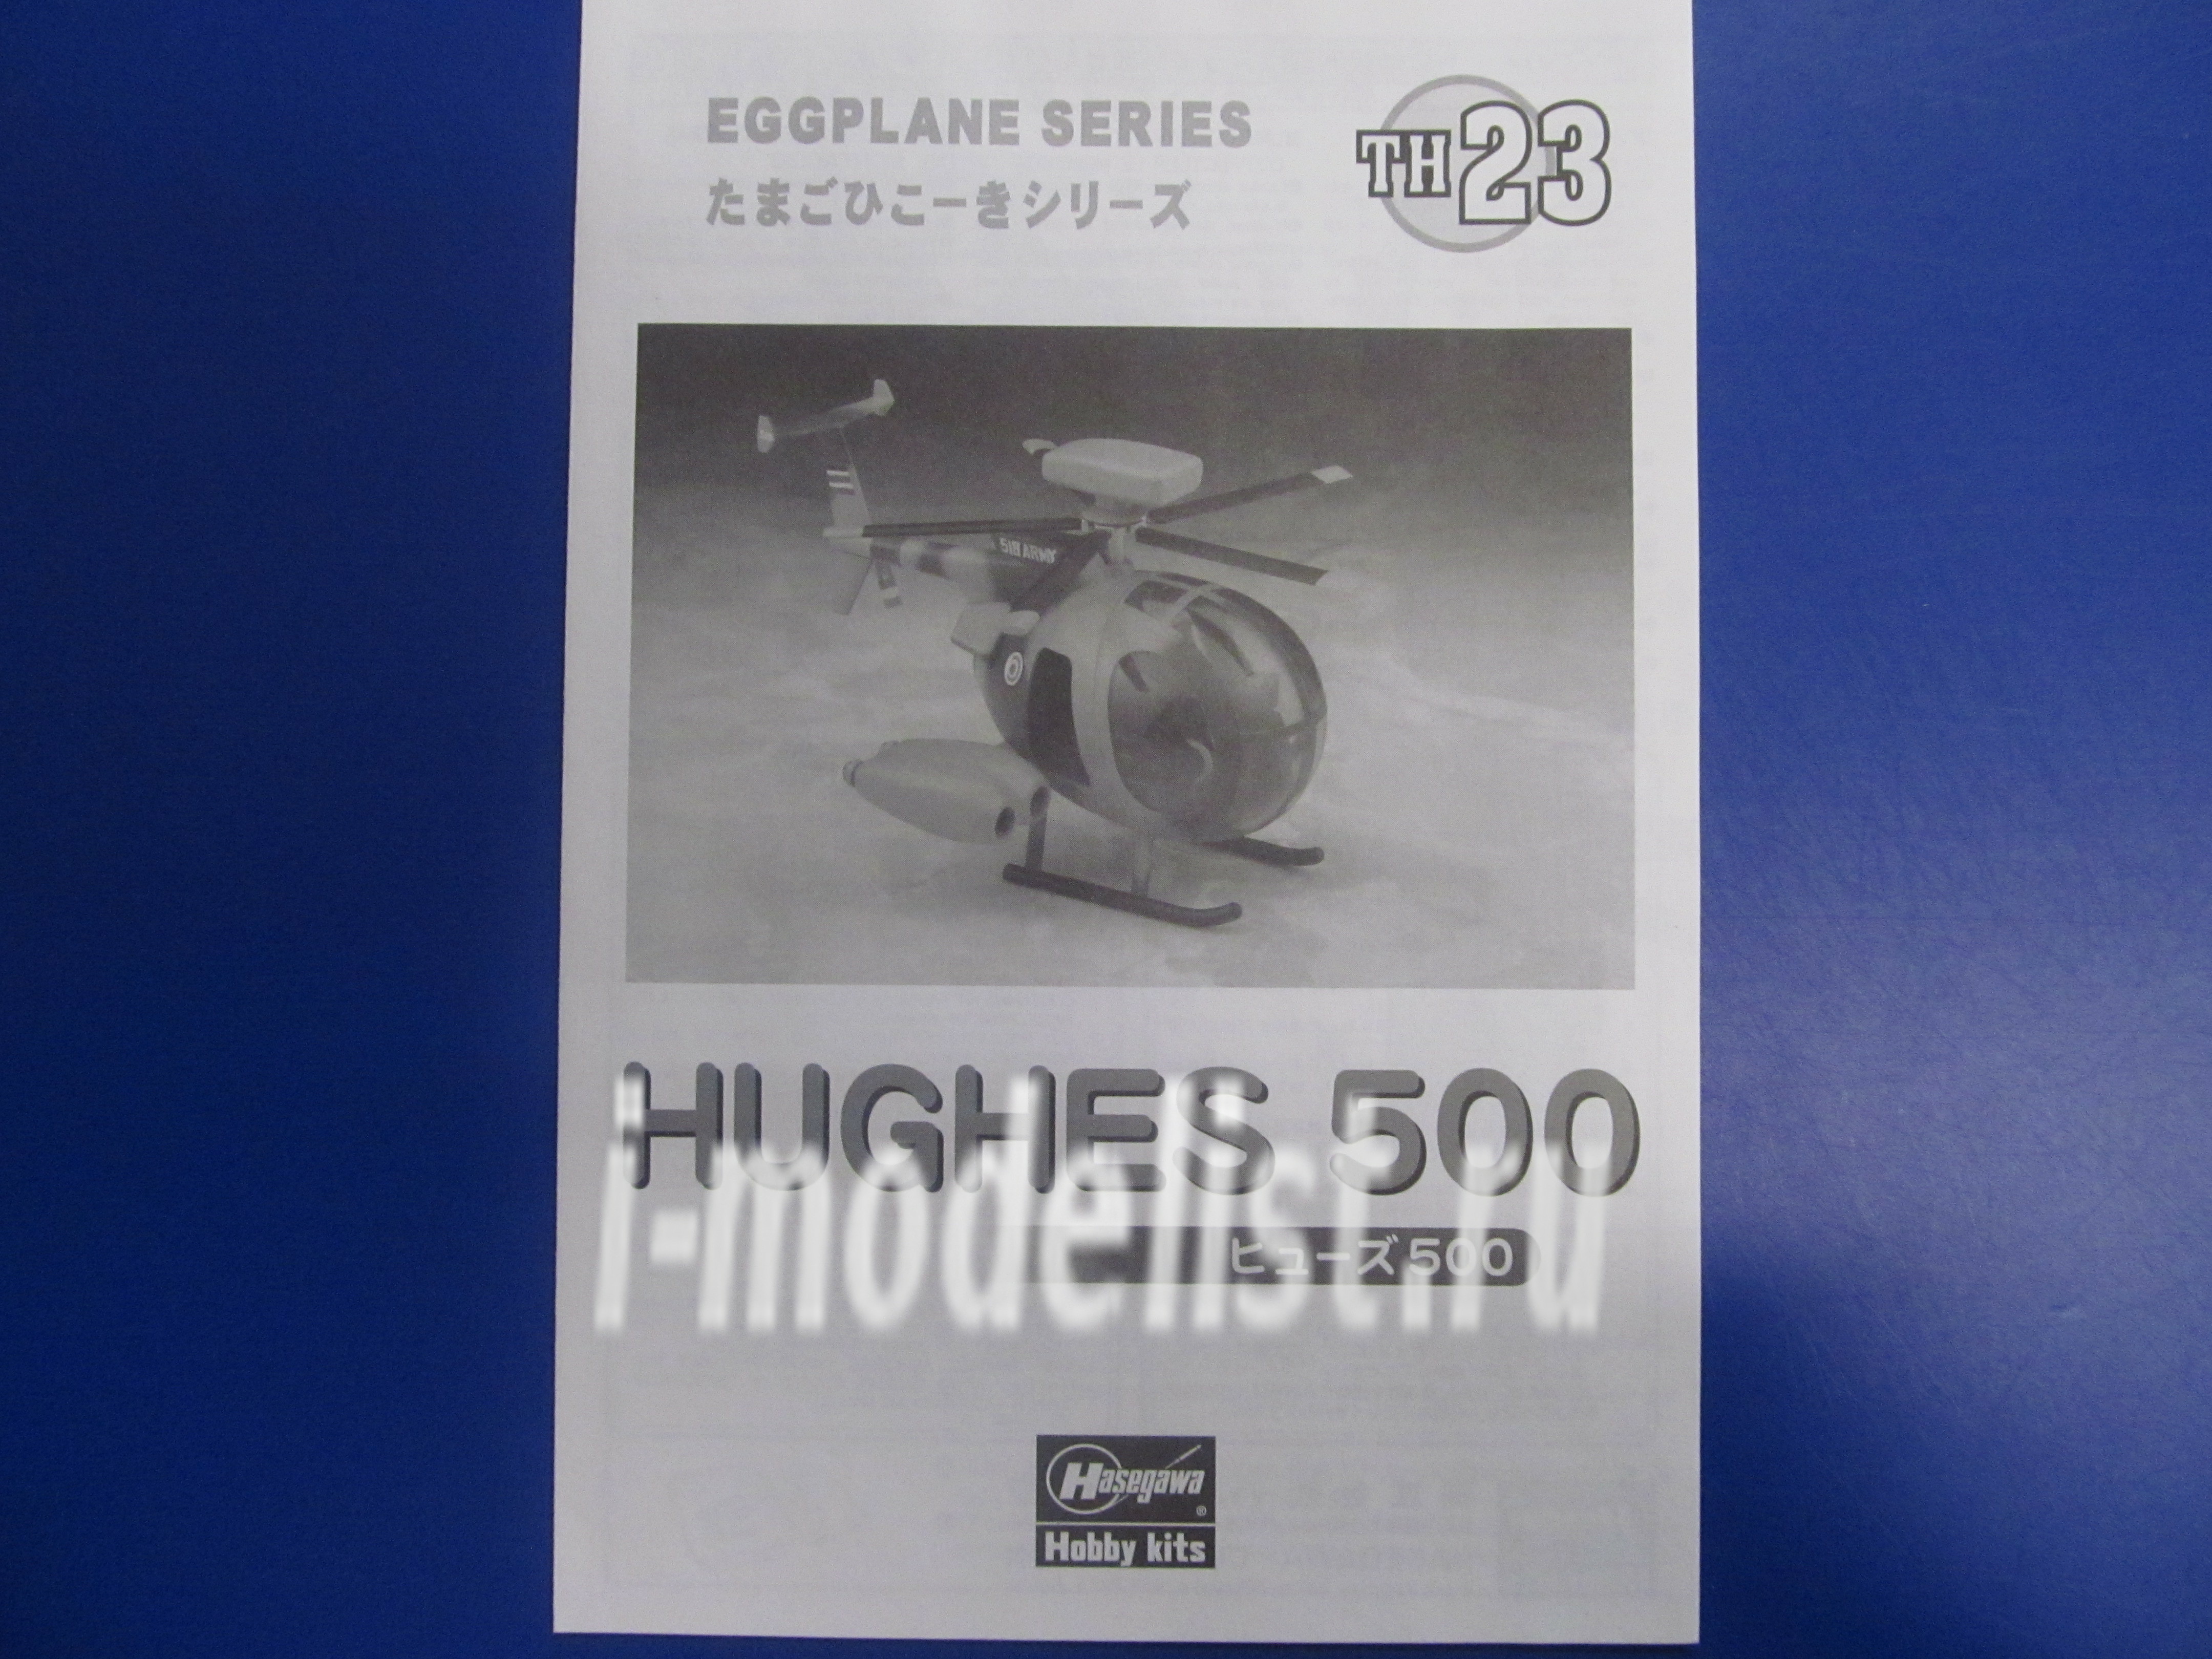 EGGPLANE SERIES
たまごひこーきシリーズ
TH23
ARMY
HUGHES 500
ヒューズ500
i-modelist.ru
Hasegawa®
Hobby kits